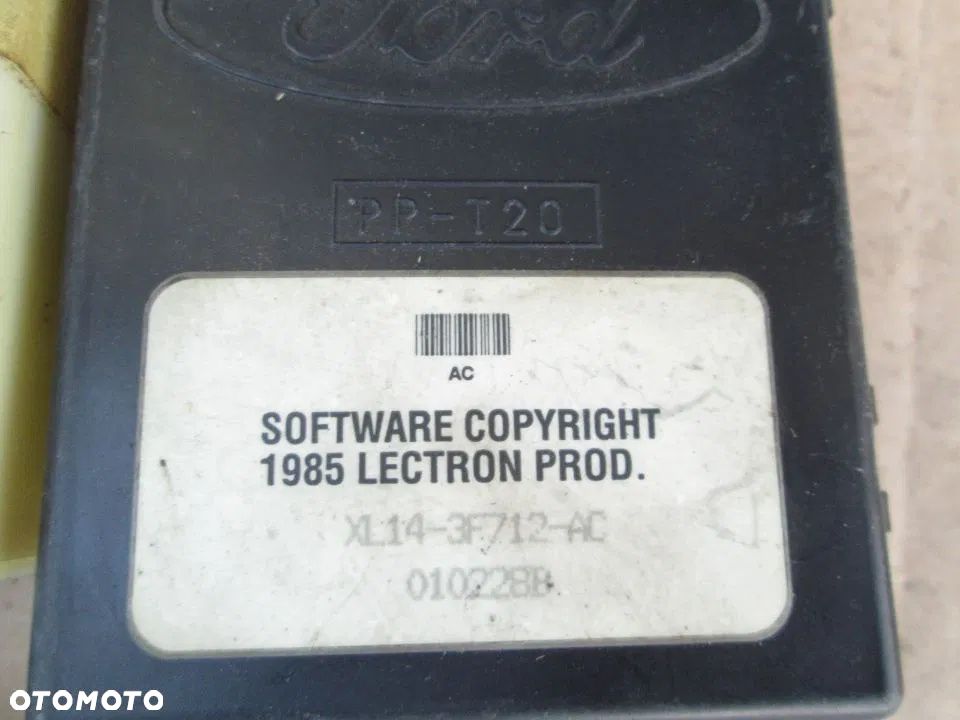 Ford
PP-T20
AC
SOFTWARE COPYRIGHT
1985 LECTRON PROD.
XL14-3F712-AC
010228B
OTOMOTO